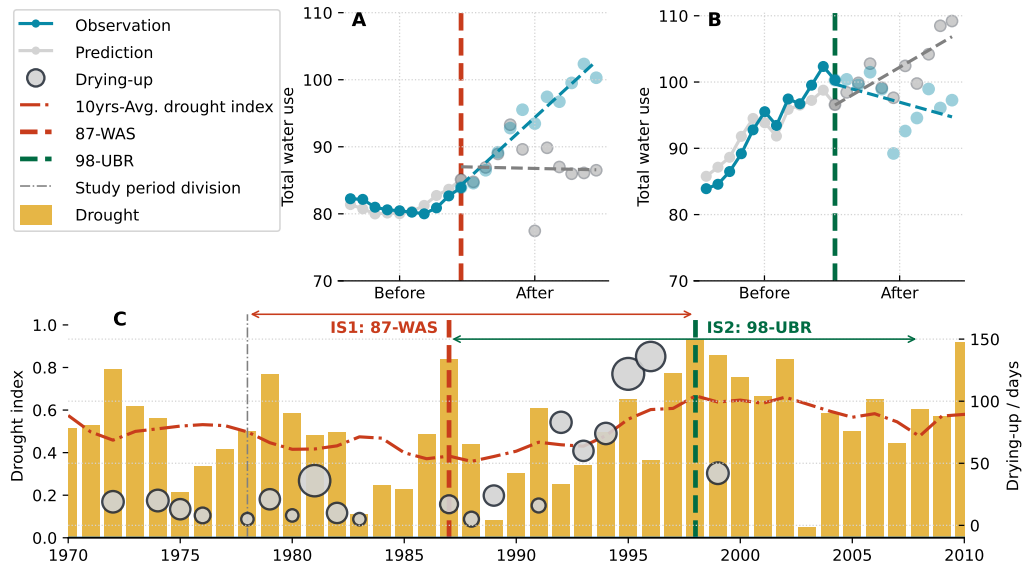 Observation
Prediction
Drying-up
10yrs-Avg. drought index
87-WAS
98-UBR
Study period division
Drought
A
Total water use
110
100
90
80
70
Before
After
B
Total water use
110
100
90
80
70
Before
After
C
IS1: 87-WAS
IS2: 98-UBR
Drought index
1.0
0.8
0.6
0.4
0.2
0.0
Drying-up / days
150
100
50
0
1970
1975
1980
1985
1990
1995
2000
2005
2010